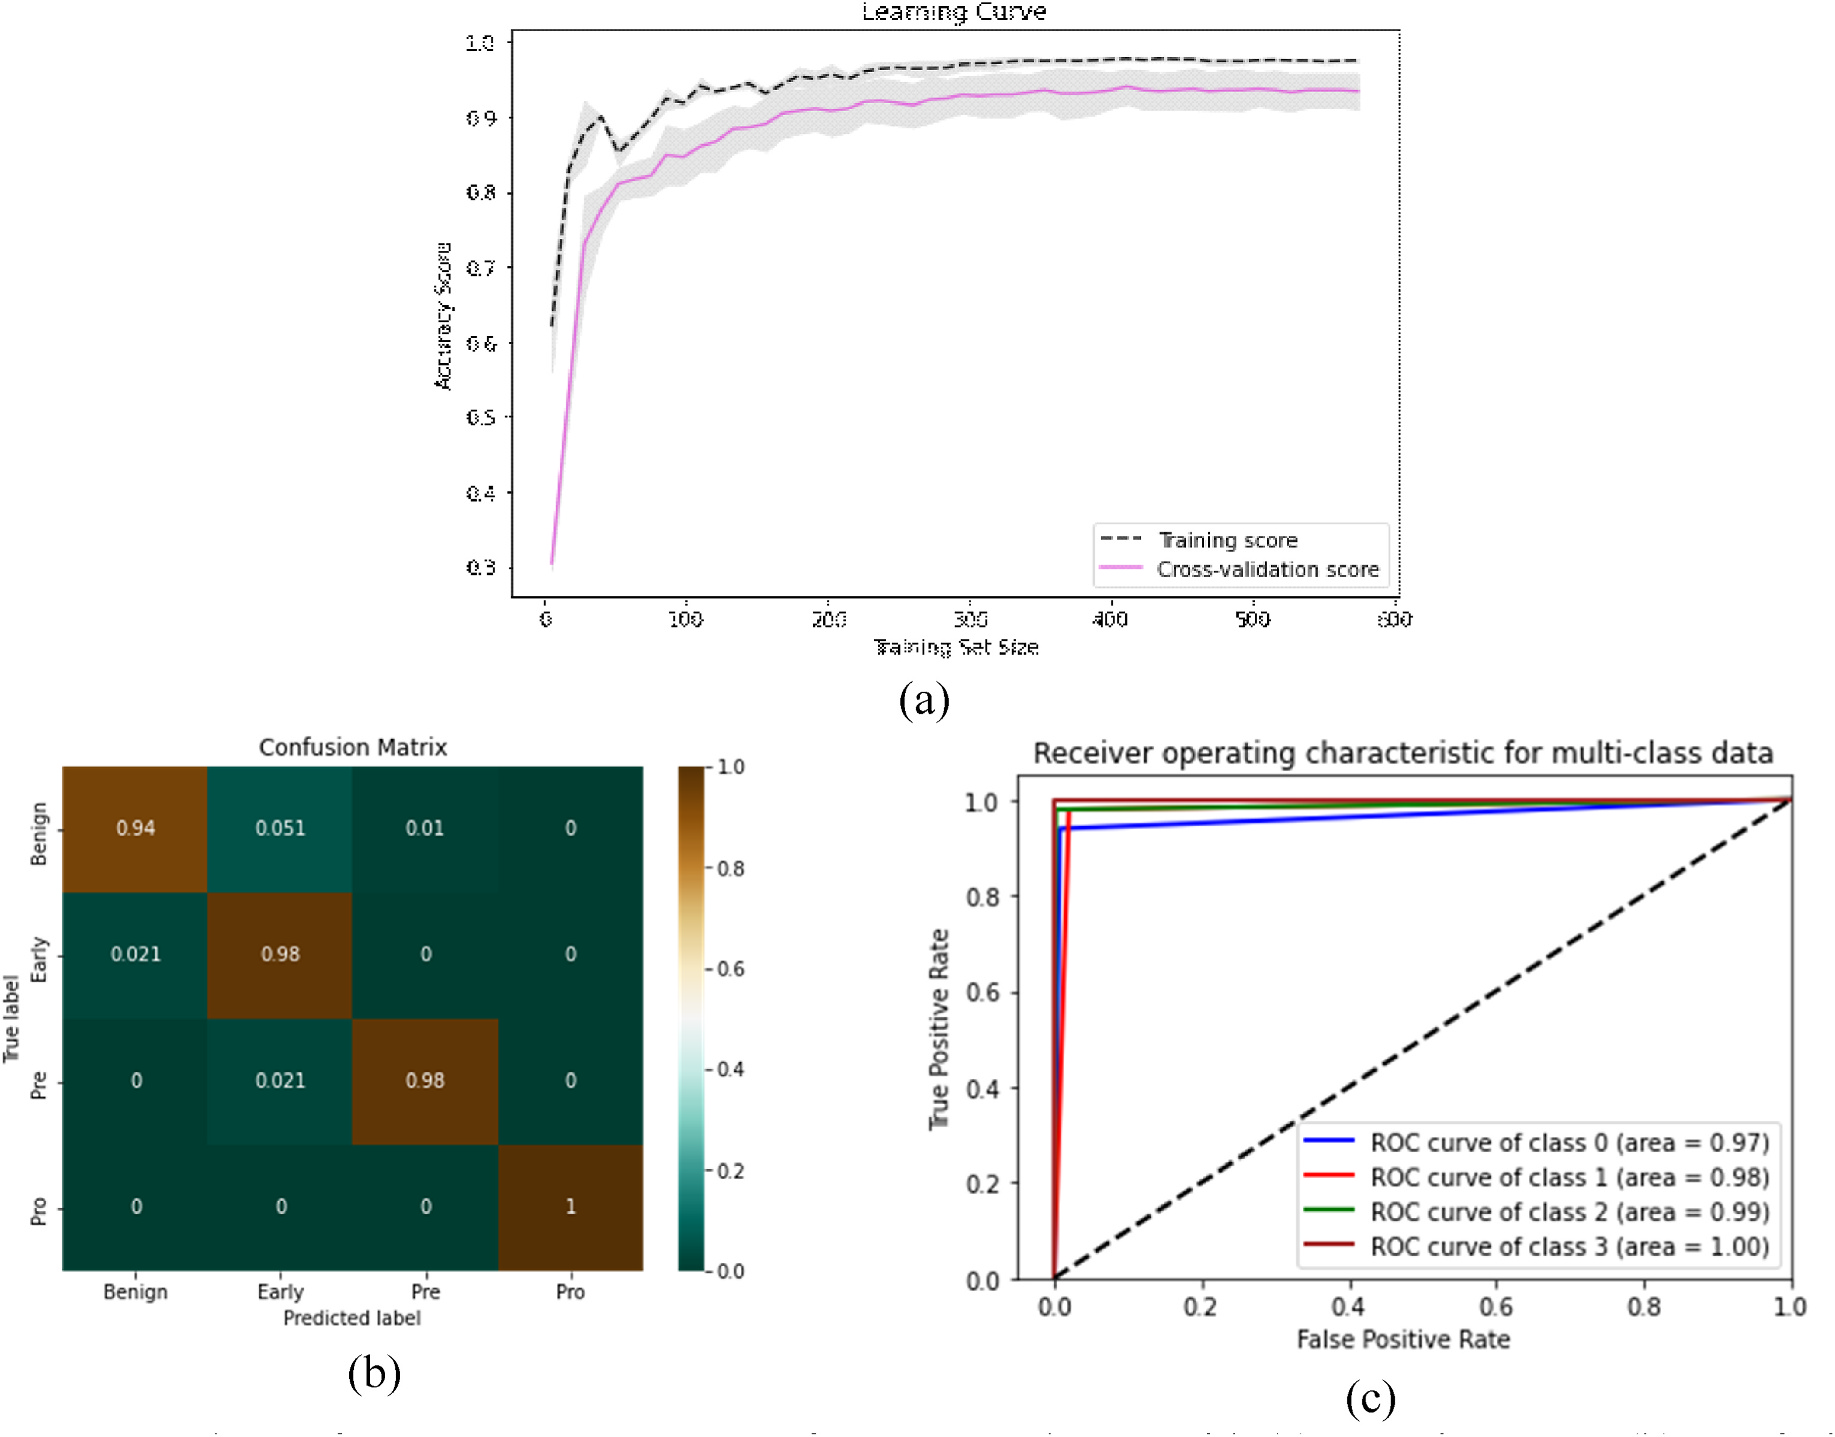 Learning Curve
1.0
0.9
0.8
0.7
0.6
0.5
0.4
0.3
Accuracy Score
Training score
Cross-validation score
0 100 200 300 400 500 600
Training Set Size
(a)
Confusion Matrix
True label
Benign 0.94 0.051 0.01 0
Early 0.021 0.98 0 0
Pre 0 0.021 0.98 0
Pro 0 0 0 1
Benign Early Pre Pro
Predicted label
1.0
0.8
0.6
0.4
0.2
0.0
(b)
Receiver operating characteristic for multi-class data
True Positive Rate
1.0
0.8
0.6
0.4
0.2
0.0
ROC curve of class 0 (area = 0.97)
ROC curve of class 1 (area = 0.98)
ROC curve of class 2 (area = 0.99)
ROC curve of class 3 (area = 1.00)
0.0 0.2 0.4 0.6 0.8 1.0
False Positive Rate
(c)